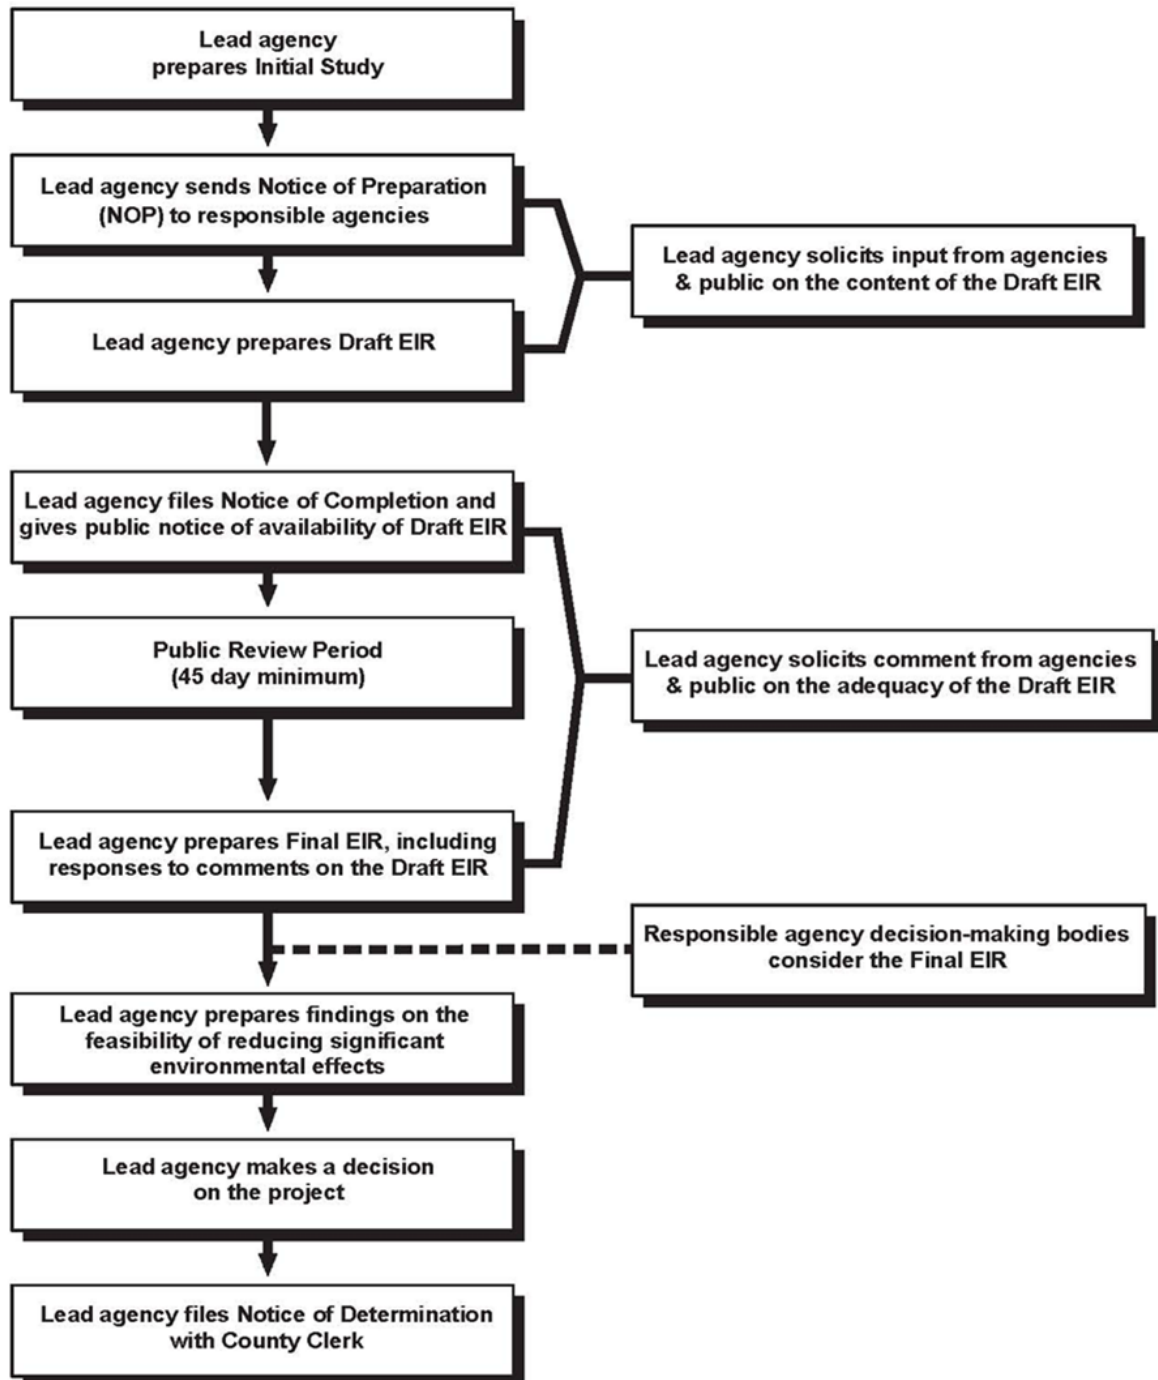 Lead agency
prepares Initial Study
Lead agency sends Notice of Preparation
(NOP) to responsible agencies
Lead agency solicits input from agencies
& public on the content of the Draft EIR
Lead agency prepares Draft EIR
Lead agency files Notice of Completion and
gives public notice of availability of Draft EIR
Public Review Period
(45 day minimum)
Lead agency solicits comment from agencies
& public on the adequacy of the Draft EIR
Lead agency prepares Final EIR, including
responses to comments on the Draft EIR
Responsible agency decision-making bodies
consider the Final EIR
Lead agency prepares findings on the
feasibility of reducing significant
environmental effects
Lead agency makes a decision
on the project
Lead agency files Notice of Determination
with County Clerk